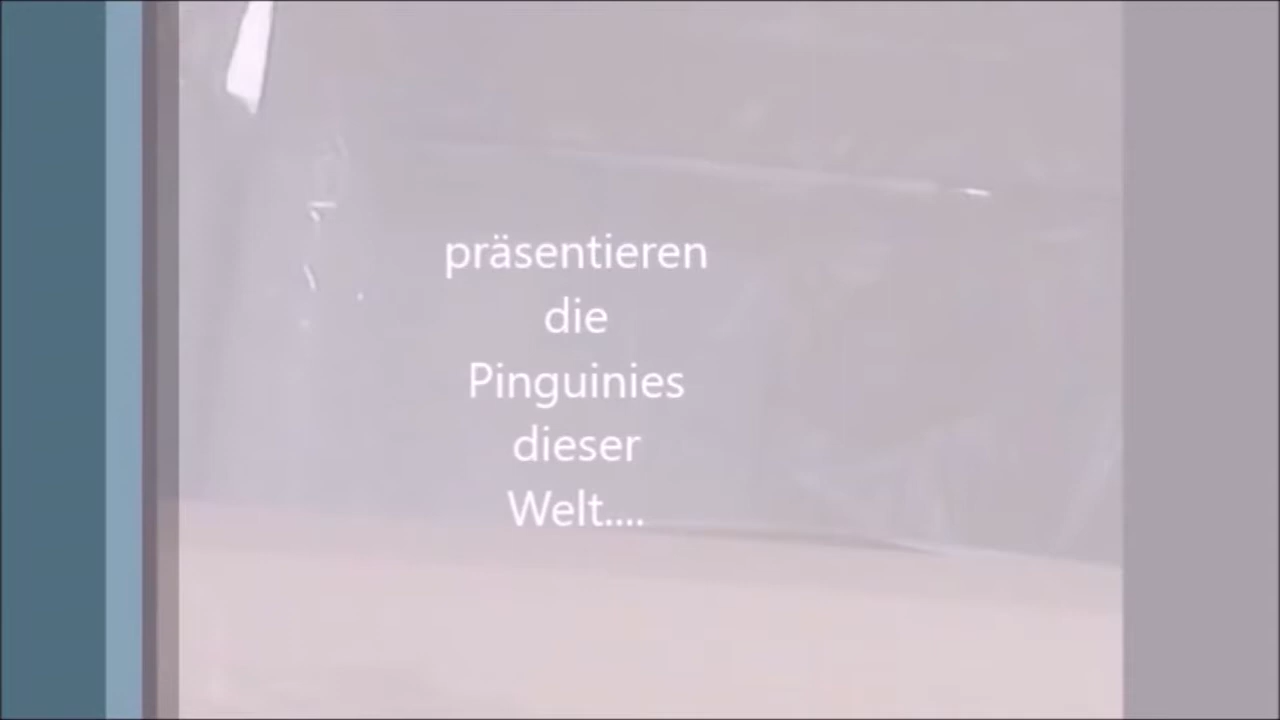 präsentieren
die
Pinguinies
dieser
Welt....